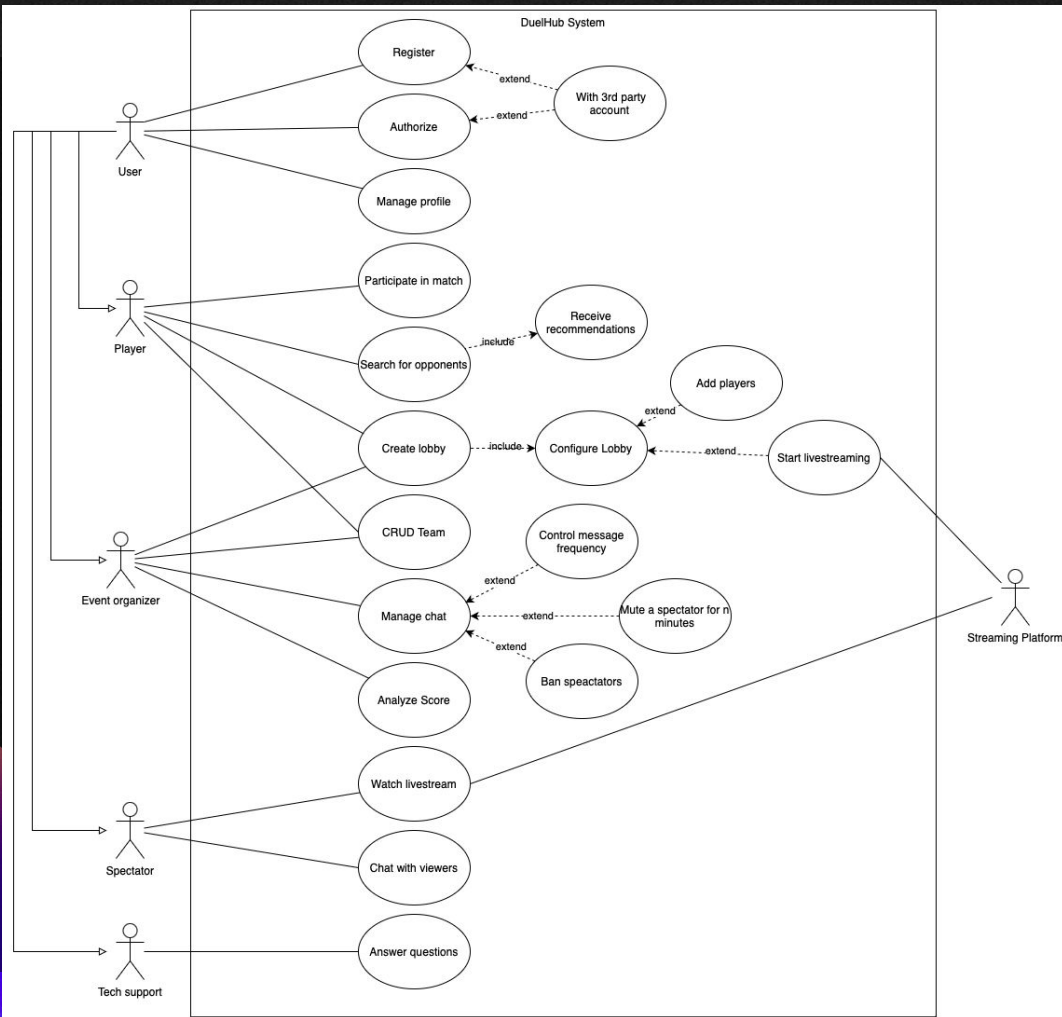 DuelHub System
Register
extend
With 3rd party
account
extend
Authorize
User
Manage profile
Participate in match
Player
Receive
recommendations
include
Search for opponents
Add players
extend
Create lobby
include
Configure Lobby
extend
Start livestreaming
CRUD Team
Control message
frequency
Event organizer
extend
Manage chat
extend
Mute a spectator for n
minutes
extend
Ban speactators
Streaming Platform
Analyze Score
Watch livestream
Spectator
Chat with viewers
Answer questions
Tech support